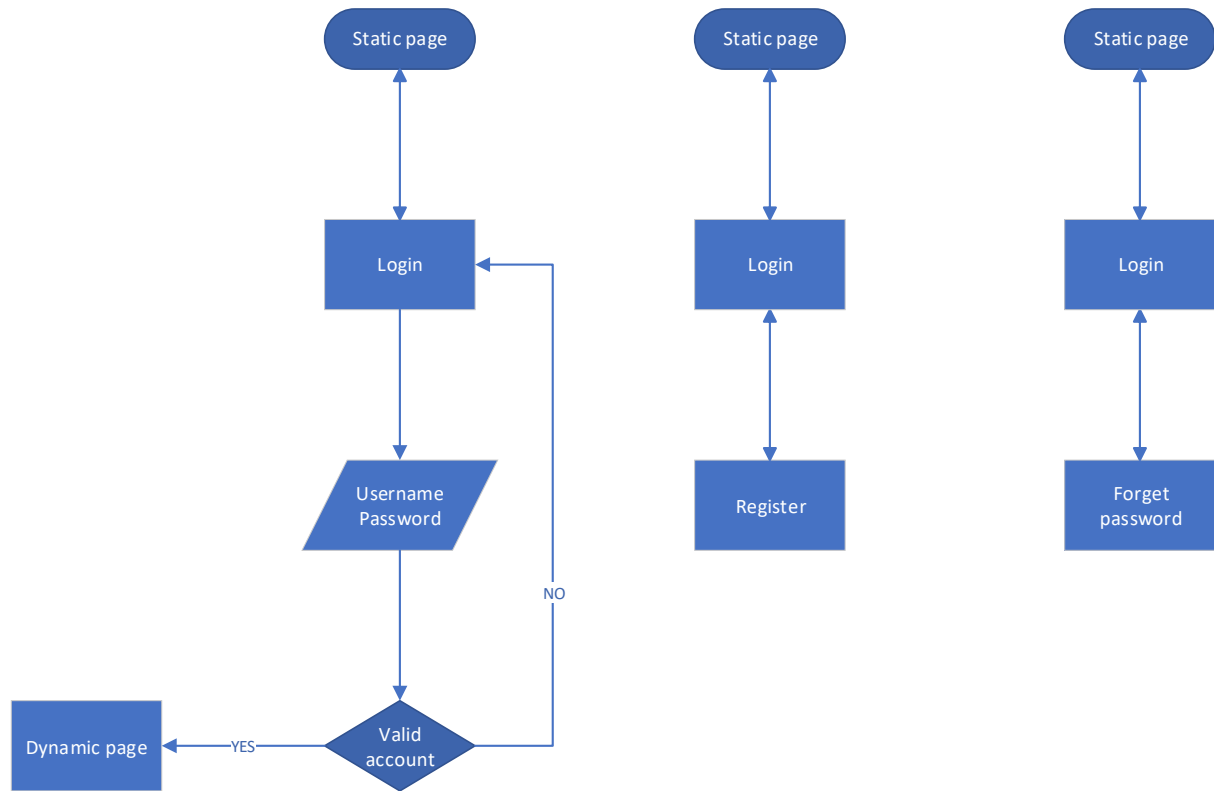 Static page
Static page
Static page
Login
Login
Login
Username
Password
Register
Forget
password
NO
Dynamic page
YES
Valid
account